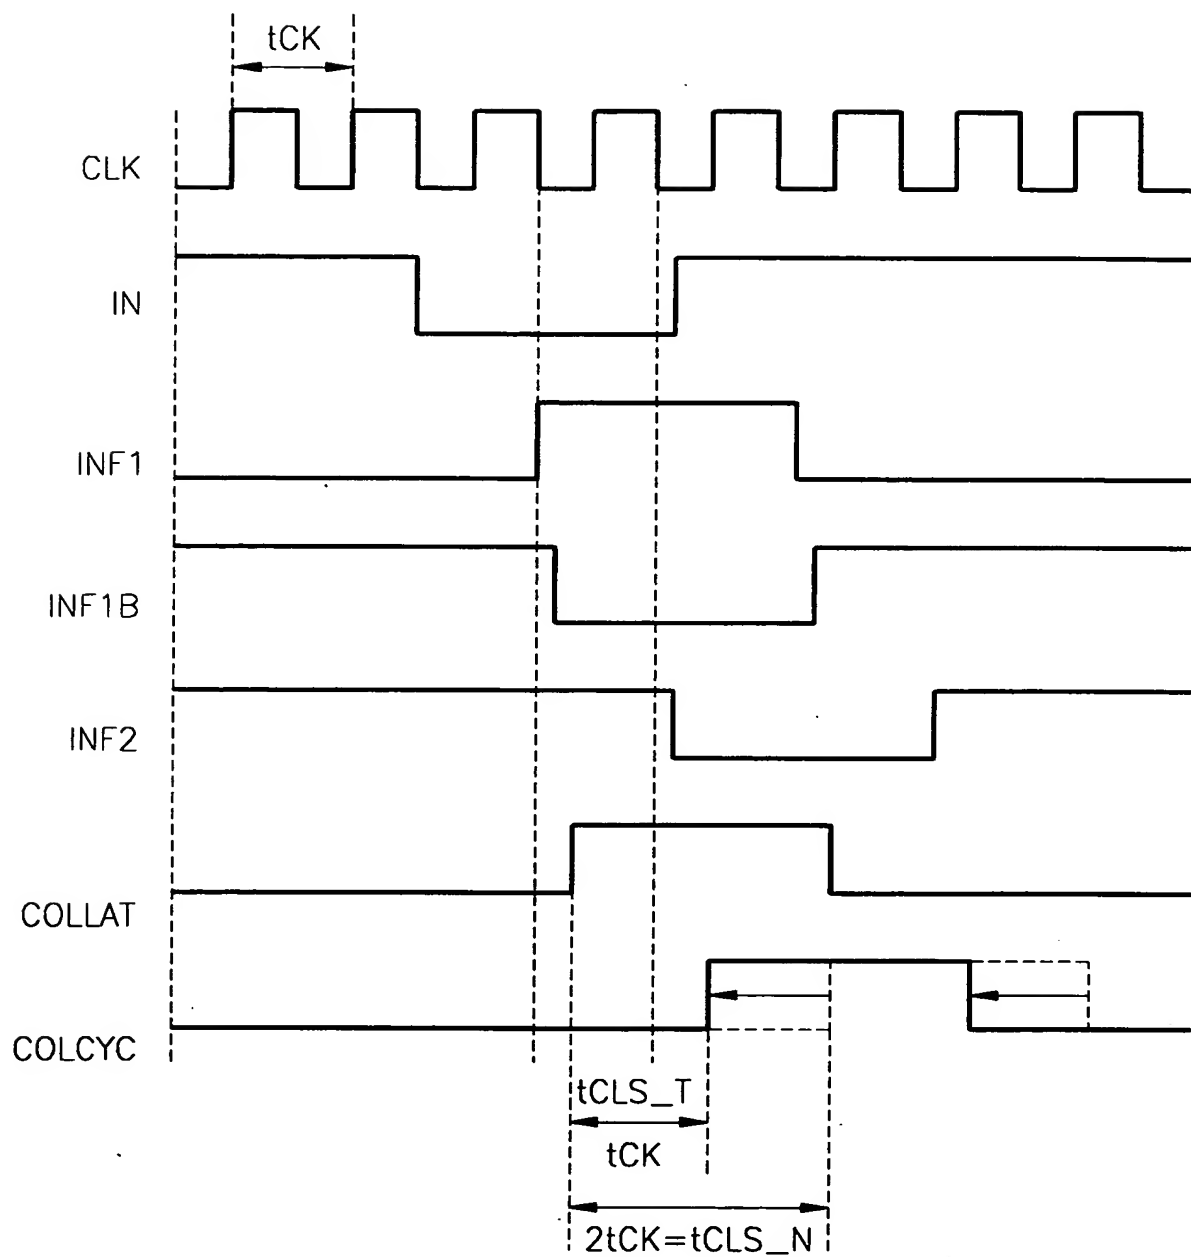 tCK
CLK
IN
INF1
INF1B
INF2
COLLAT
COLCYC
tCLS_T
tCK
2tCK=tCLS_N